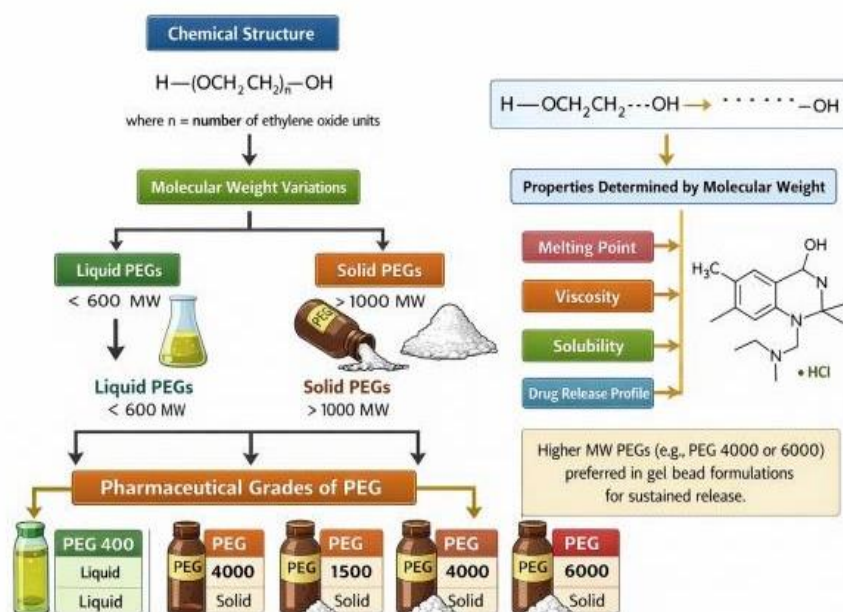 Chemical Structure
H—(OCH2CH2)n—OH
where n = number of ethylene oxide units
Molecular Weight Variations
Liquid PEGs
< 600 MW
Solid PEGs
> 1000 MW
PEG
Liquid PEGs
< 600 MW
Solid PEGs
> 1000 MW
Pharmaceutical Grades of PEG
PEG 400
Liquid
Liquid
PEG
PEG
4000
Solid
PEG
PEG
1500
Solid
PEG
PEG
4000
Solid
PEG
PEG
6000
Solid
H—OCH2CH2---OH → ······· –OH
Properties Determined by Molecular Weight
Melting Point
Viscosity
Solubility
Drug Release Profile
OH
H3C
N
N
N
• HCl
Higher MW PEGs (e.g., PEG 4000 or 6000)
preferred in gel bead formulations
for sustained release.